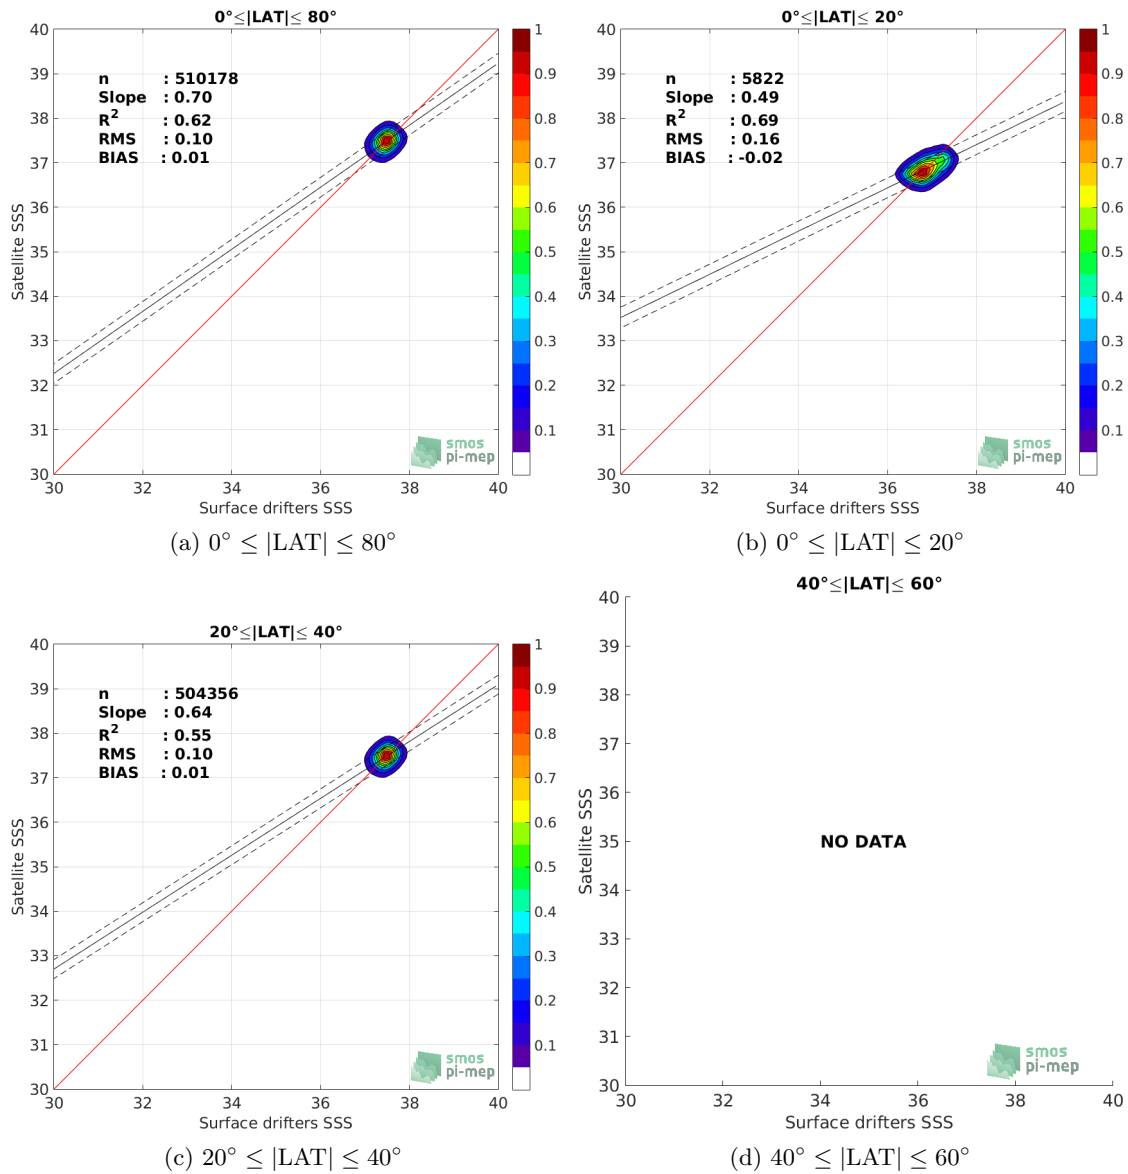 0°≤|LAT|≤ 80°
40
39
38
37
36
35
34
33
32
31
30
Satellite SSS
n : 510178
Slope : 0.70
R² : 0.62
RMS : 0.10
BIAS : 0.01
smos
pi-mep
30 32 34 36 38 40
Surface drifters SSS
1
0.9
0.8
0.7
0.6
0.5
0.4
0.3
0.2
0.1
(a) 0° ≤ |LAT| ≤ 80°
0°≤|LAT|≤ 20°
40
39
38
37
36
35
34
33
32
31
30
Satellite SSS
n : 5822
Slope : 0.49
R² : 0.69
RMS : 0.16
BIAS : -0.02
smos
pi-mep
30 32 34 36 38 40
Surface drifters SSS
1
0.9
0.8
0.7
0.6
0.5
0.4
0.3
0.2
0.1
(b) 0° ≤ |LAT| ≤ 20°
20°≤|LAT|≤ 40°
40
39
38
37
36
35
34
33
32
31
30
Satellite SSS
n : 504356
Slope : 0.64
R² : 0.55
RMS : 0.10
BIAS : 0.01
smos
pi-mep
30 32 34 36 38 40
Surface drifters SSS
1
0.9
0.8
0.7
0.6
0.5
0.4
0.3
0.2
0.1
(c) 20° ≤ |LAT| ≤ 40°
40°≤|LAT|≤ 60°
40
39
38
37
36
35
34
33
32
31
30
Satellite SSS
NO DATA
smos
pi-mep
30 32 34 36 38 40
Surface drifters SSS
(d) 40° ≤ |LAT| ≤ 60°